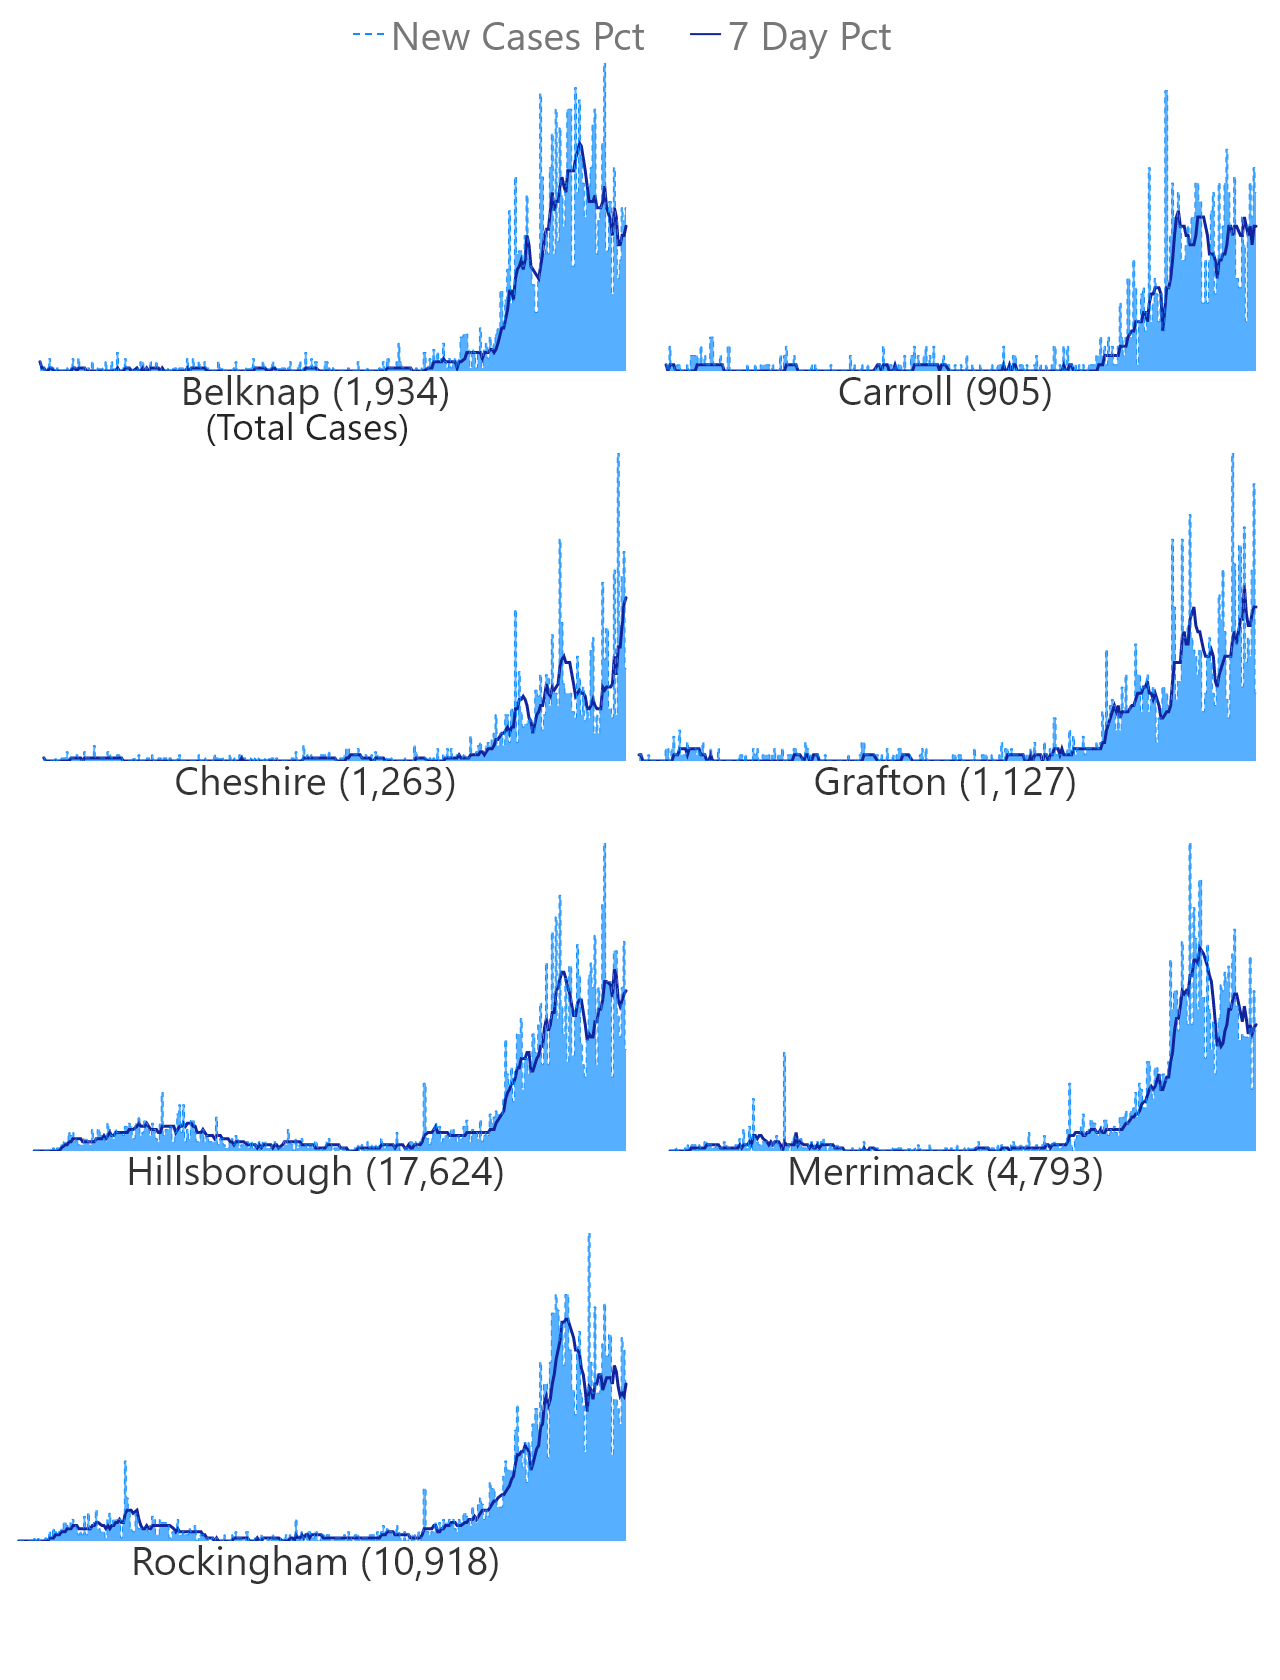 New Cases Pct 7 Day Pct
Belknap (1,934) Carroll (905)
(Total Cases)
Cheshire (1,263) Grafton (1,127)
Hillsborough (17,624) Merrimack (4,793)
Rockingham (10,918)